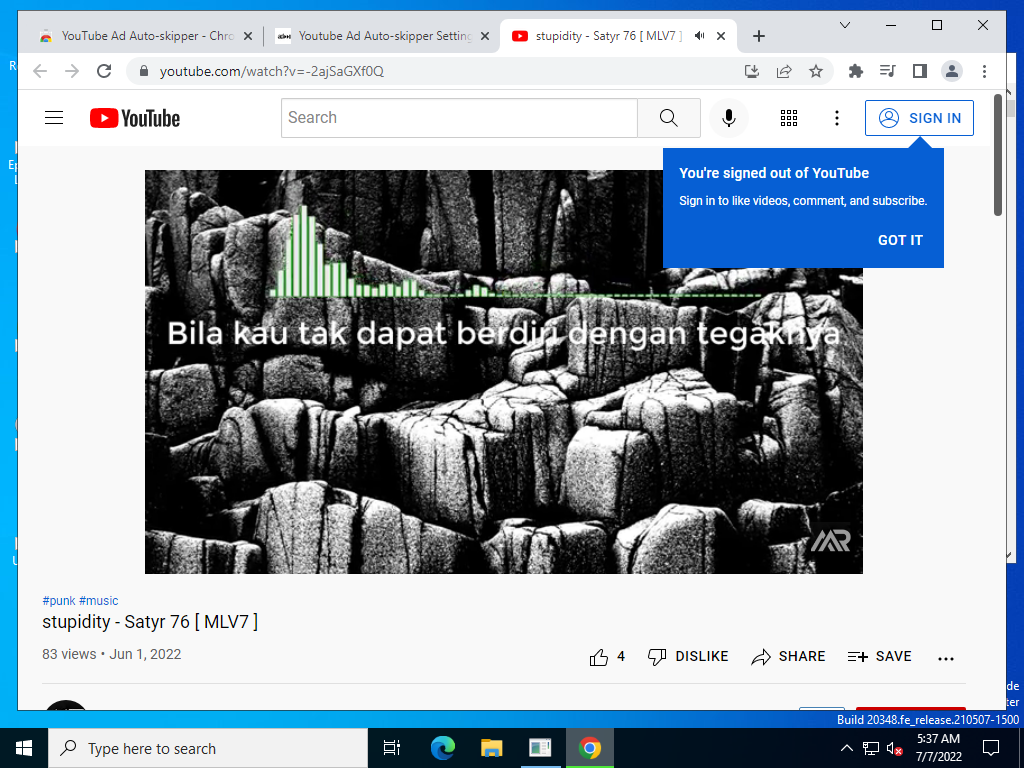 YouTube Ad Auto-skipper - Chro
Youtube Ad Auto-skipper Setting
stupidity - Satyr 76 [ MLV7 ]
youtube.com/watch?v=-2ajSaGXf0Q
YouTube
Search
SIGN IN
You're signed out of YouTube
Sign in to like videos, comment, and subscribe.
GOT IT
Bila kau tak dapat berdiri dengan tegaknya
MR
#punk #music
stupidity - Satyr 76 [ MLV7 ]
83 views • Jun 1, 2022
4
DISLIKE
SHARE
SAVE
Build 20348.fe_release.210507-1500
Type here to search
5:37 AM
7/7/2022